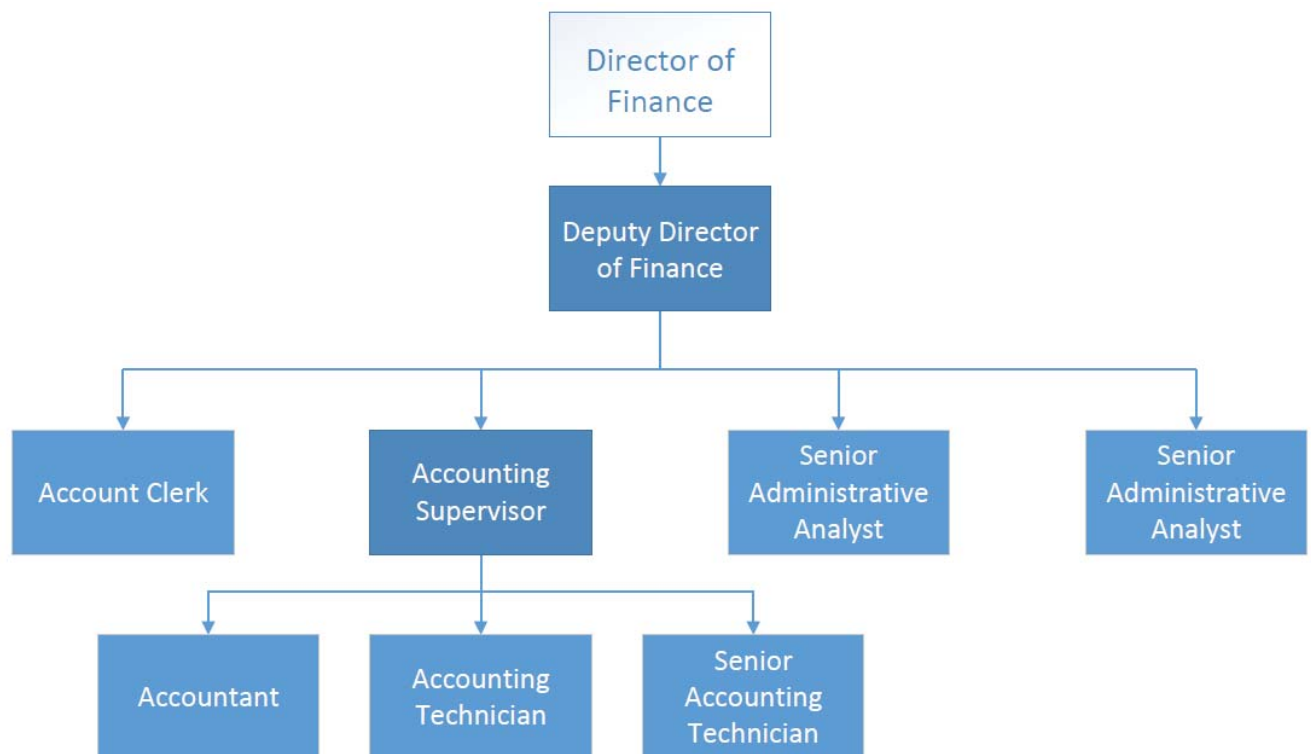 Director of
Finance
Deputy Director
of Finance
Account Clerk
Accounting
Supervisor
Senior
Administrative
Analyst
Senior
Administrative
Analyst
Accountant
Accounting
Technician
Senior
Accounting
Technician